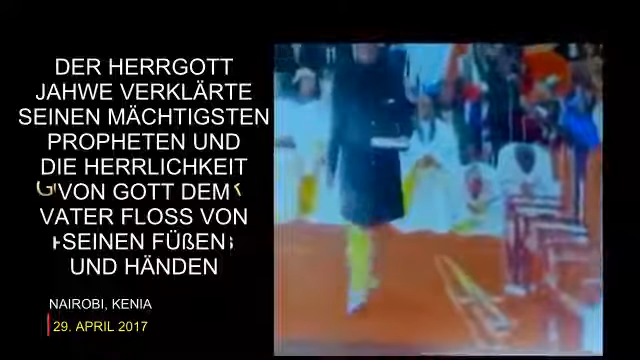 DER HERRGOTT
JAHWE VERKLÄRTE
SEINEN MÄCHTIGSTEN
PROPHETEN UND
DIE HERRLICHKEIT
VON GOTT DEM
VATER FLOSS VON
SEINEN FÜßEN
UND HÄNDEN
NAIROBI, KENIA
29. APRIL 2017